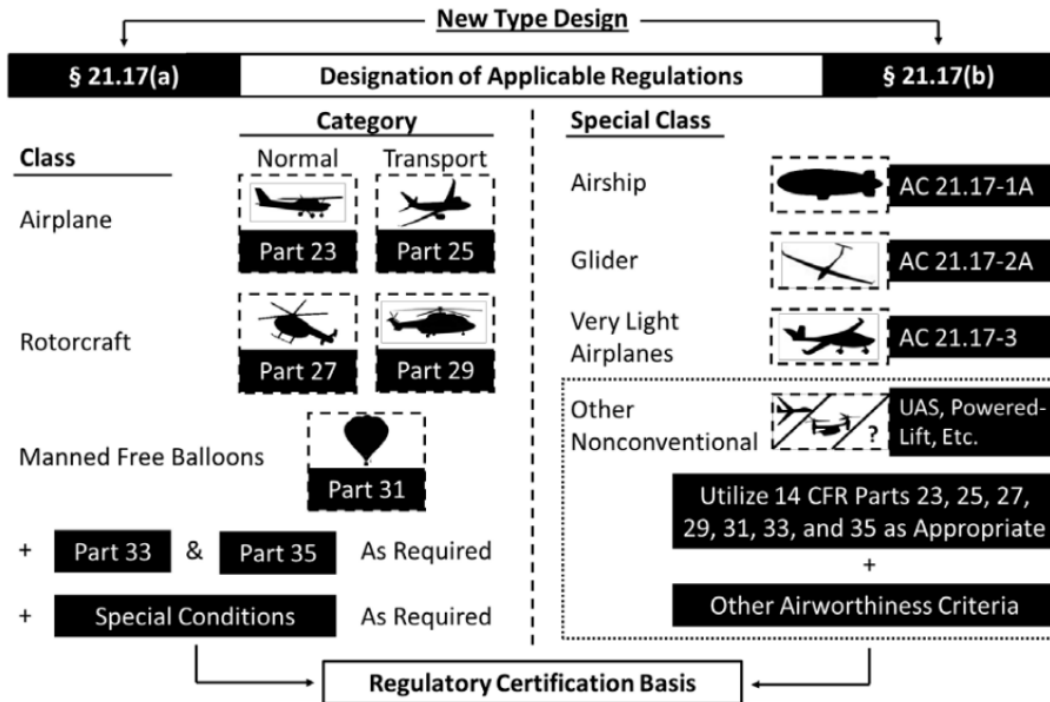 New Type Design
§ 21.17(a)
Designation of Applicable Regulations
§ 21.17(b)
Category
Class
Normal
Transport
Airplane
Part 23
Part 25
Rotorcraft
Part 27
Part 29
Manned Free Balloons
Part 31
+ Part 33 & Part 35 As Required
+ Special Conditions As Required
Special Class
Airship
AC 21.17-1A
Glider
AC 21.17-2A
Very Light
Airplanes
AC 21.17-3
Other
Nonconventional
?
UAS, Powered-
Lift, Etc.
Utilize 14 CFR Parts 23, 25, 27,
29, 31, 33, and 35 as Appropriate
+
Other Airworthiness Criteria
Regulatory Certification Basis